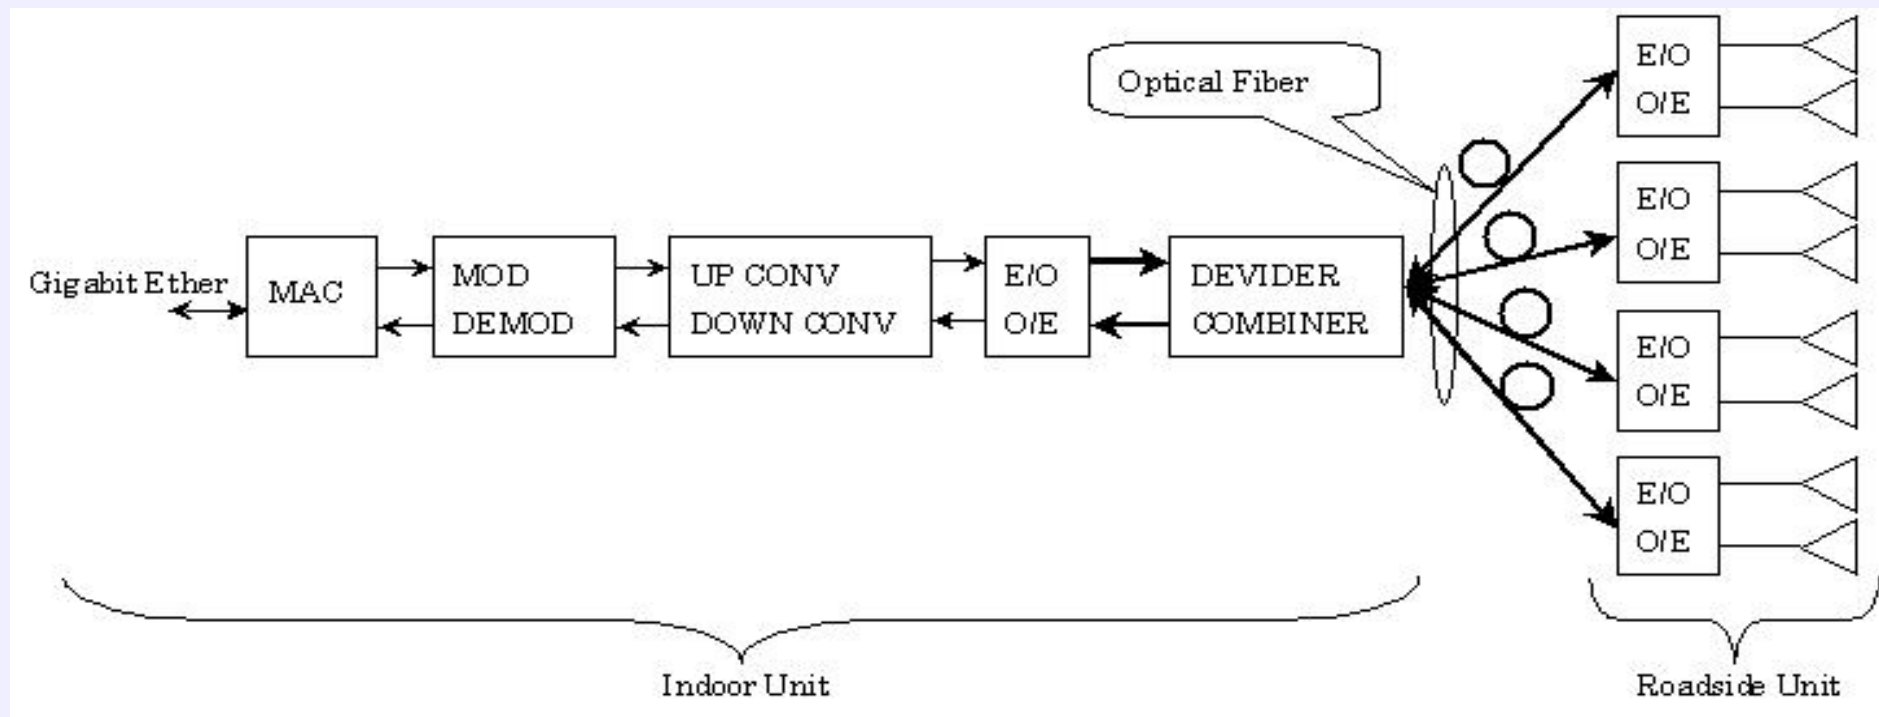 Optical Fiber
E/O
O/E
E/O
O/E
Gigabit Ether
MAC
MOD
DEMOD
UP CONV
DOWN CONV
E/O
O/E
DEVIDER
COMBINER
E/O
O/E
E/O
O/E
Indoor Unit
Roadside Unit